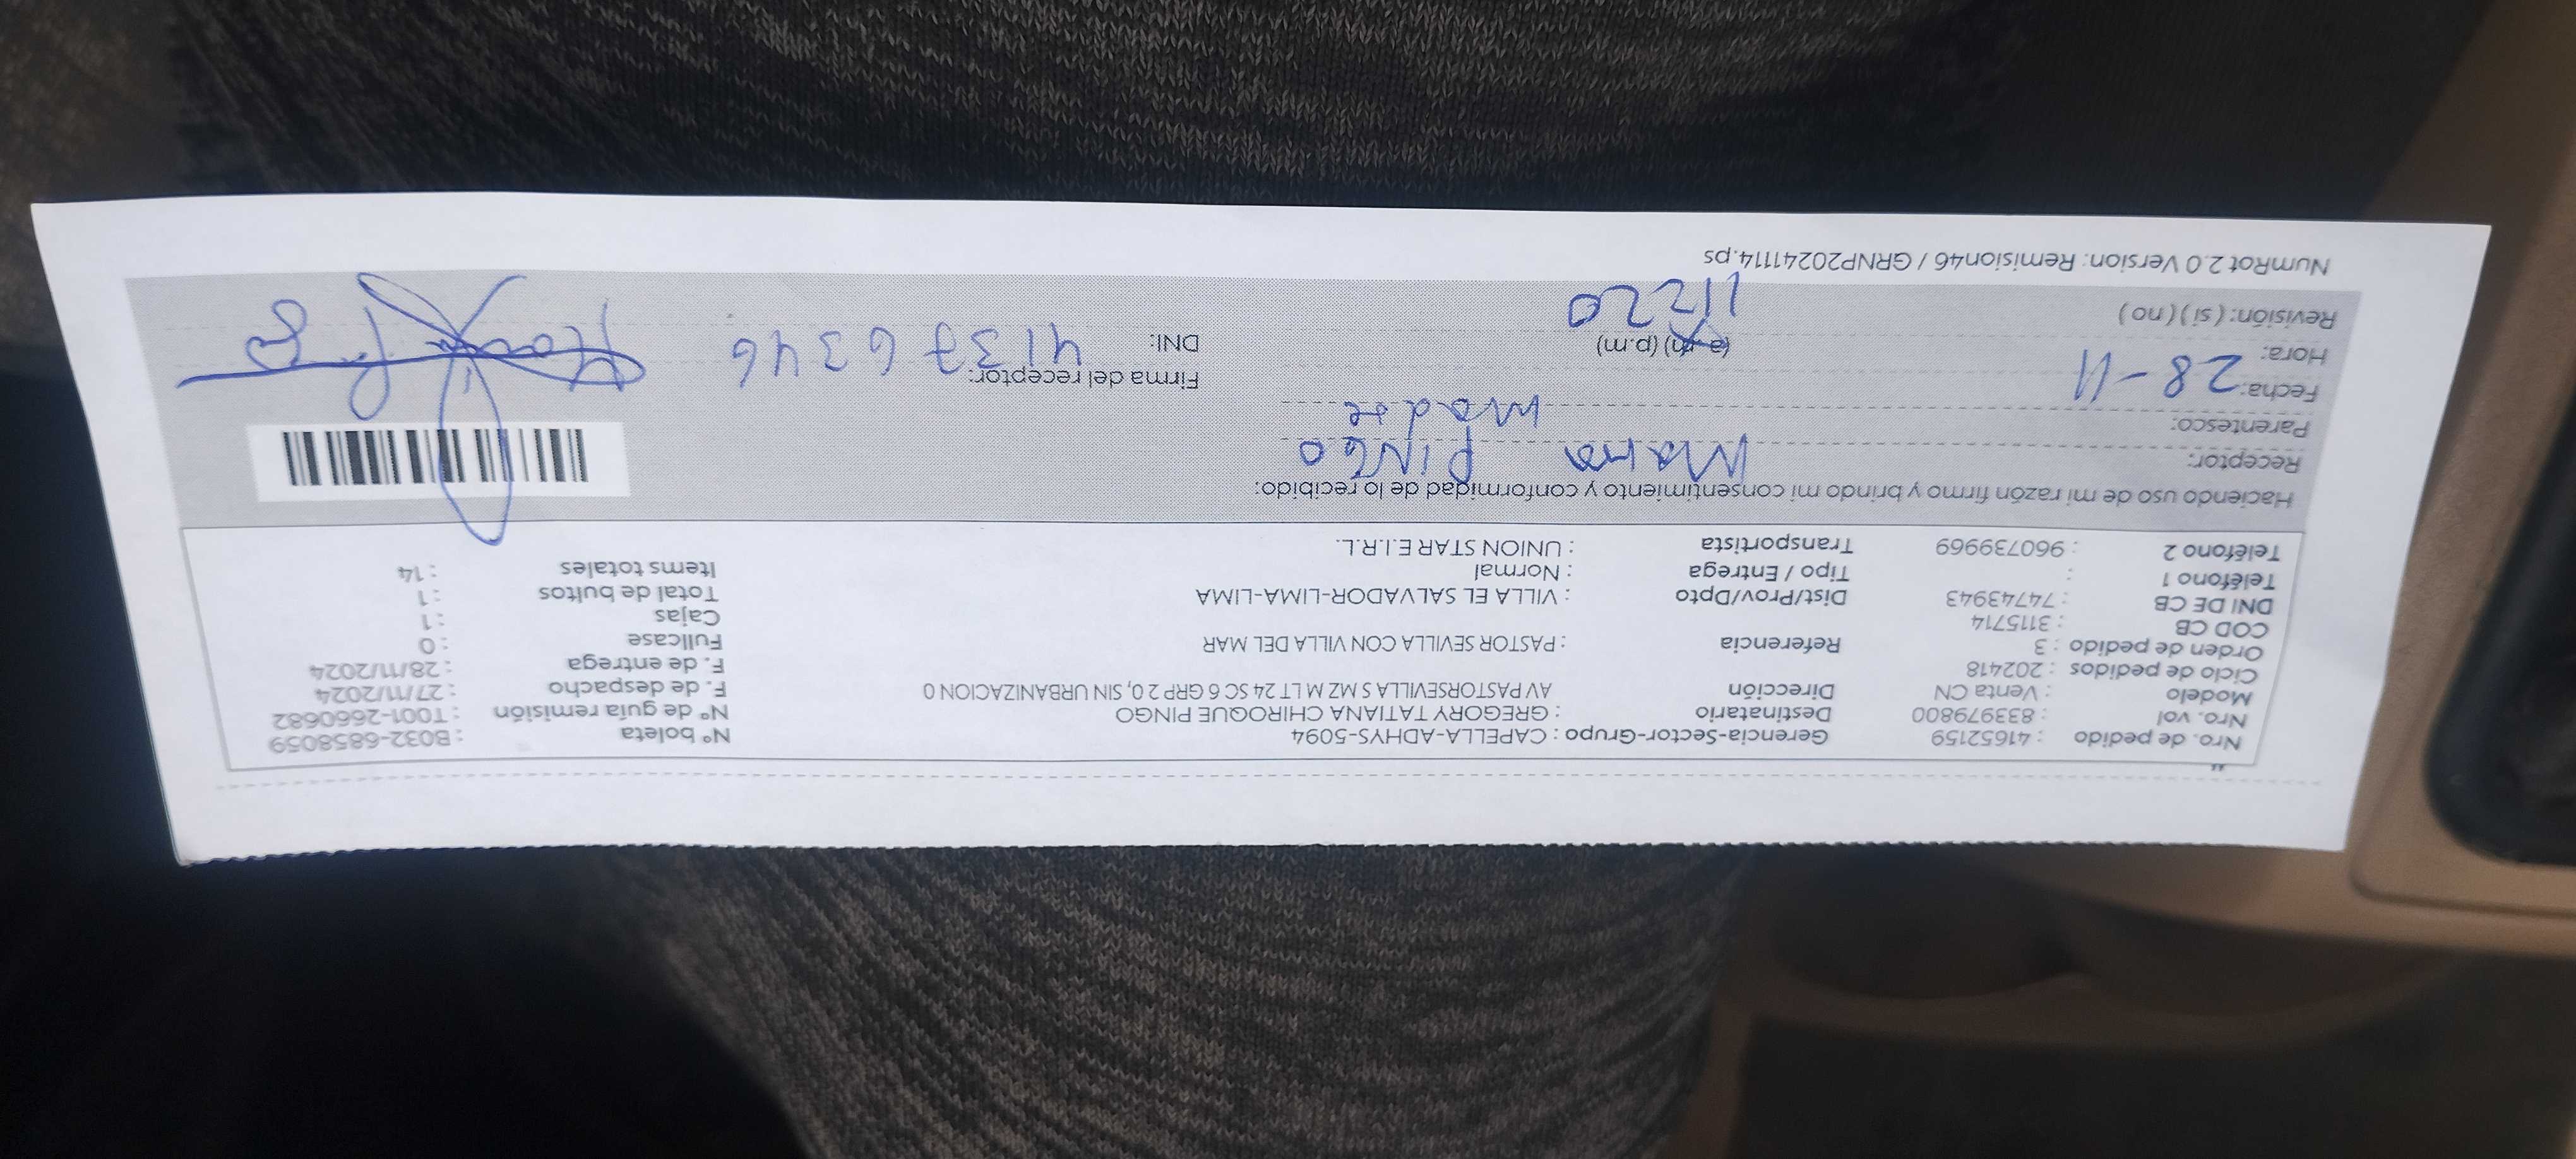 Nro. de pedido : 41652159 Gerencia-Sector-Grupo : CAPELLA-ADHYS-5094 Nº boleta : B032-6858059
Nro. vol : 833979800 Destinatario : GREGORY TATIANA CHIROQUE PINGO Nº de guía remisión : T001-2660682
Modelo : Venta CN Dirección AV PASTORSEVILLA S MZ M LT 24 SC 6 GRP 2 0, SIN URBANIZACION 0 F. de despacho : 27/11/2024
Ciclo de pedidos : 202418 F. de entrega : 28/11/2024
Orden de pedido : 3 Referencia : PASTOR SEVILLA CON VILLA DEL MAR Fullcase : 0
COD CB : 3115714 Cajas : 1
DNI DE CB : 74743943 Dist/Prov/Dpto : VILLA EL SALVADOR-LIMA-LIMA Total de bultos : 1
Teléfono 1 : Tipo / Entrega : Normal Items totales : 14
Teléfono 2 : 960739969 Transportista : UNION STAR E.I.R.L.
Haciendo uso de mi razón firmo y brindo mi consentimiento y conformidad de lo recibido:
Receptor: Maria PINGO
Parentesco: Madre
Fecha: 28-11 Firma del receptor:
Hora: (a.m) (p.m) DNI: 41376346
Revisión: ( si ) ( no ) 11:20
NumRot 2.0 Version: Remision46 / GRNP20241114.ps